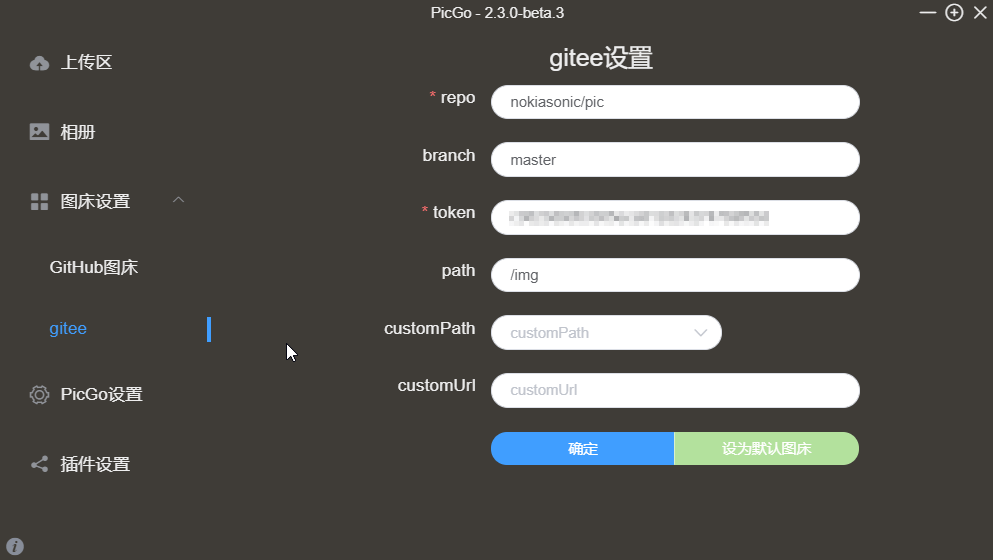 PicGo - 2.3.0-beta.3
上传区
相册
图床设置
GitHub图床
gitee
PicGo设置
插件设置
gitee设置
* repo
nokiasonic/pic
branch
master
* token
path
/img
customPath
customPath
customUrl
customUrl
确定
设为默认图床